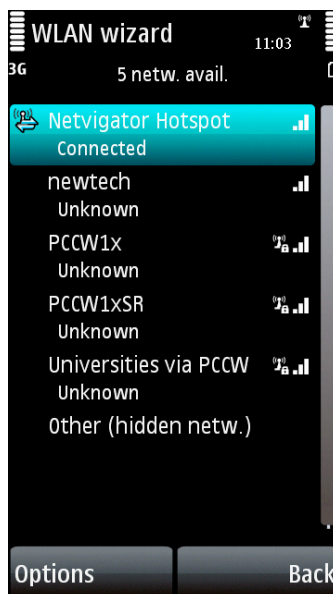 WLAN wizard
11:03
3G
5 netw. avail.
Netvigator Hotspot
Connected
newtech
Unknown
PCCW1x
Unknown
PCCW1xSR
Unknown
Universities via PCCW
Unknown
Other (hidden netw.)
Options
Back